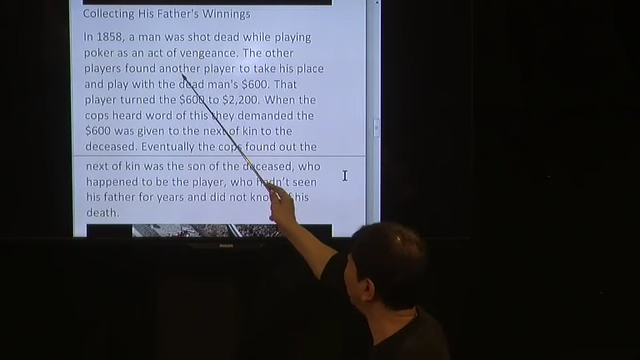 Collecting His Father's Winnings
In 1858, a man was shot dead while playing
poker as an act of vengeance. The other
players found another player to take his place
and play with the dead man's $600. That
player turned the $600 to $2,200. When the
cops heard word of this they demanded the
$600 was given to the next of kin to the
deceased. Eventually the cops found out the
next of kin was the son of the deceased, who
happened to be the player, who hadn't seen
his father for years and did not know of his
death.
PHILIPS